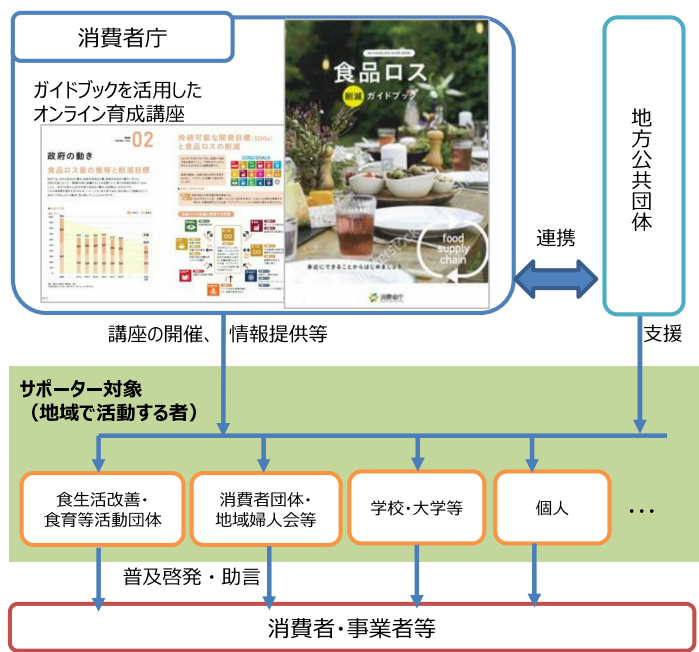 消費者庁
ガイドブックを活用した
オンライン育成講座
02
政府の動き
食品ロス量の推移と削減目標
持続可能な開発目標（SDGs）
と食品ロスの削減
食品ロス
削減 ガイドブック
food
supply
chain
身近にできることからはじめましょう
消費者庁
連携
地方公共団体
講座の開催、情報提供等
支援
サポーター対象
（地域で活動する者）
食生活改善・
食育等活動団体
消費者団体・
地域婦人会等
学校・大学等
個人
...
普及啓発・助言
消費者・事業者等